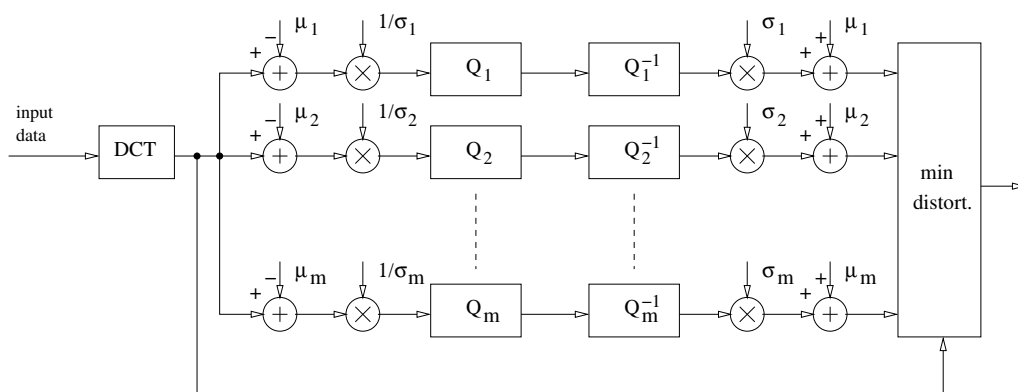 − μ₁ 1/σ₁ σ₁ + μ₁
+ + × Q₁ Q₁⁻¹ × + +
input
data
DCT
− μ₂ 1/σ₂ σ₂ + μ₂
+ + × Q₂ Q₂⁻¹ × + +
min
distort.
− μₘ 1/σₘ σₘ + μₘ
+ + × Qₘ Qₘ⁻¹ × + +